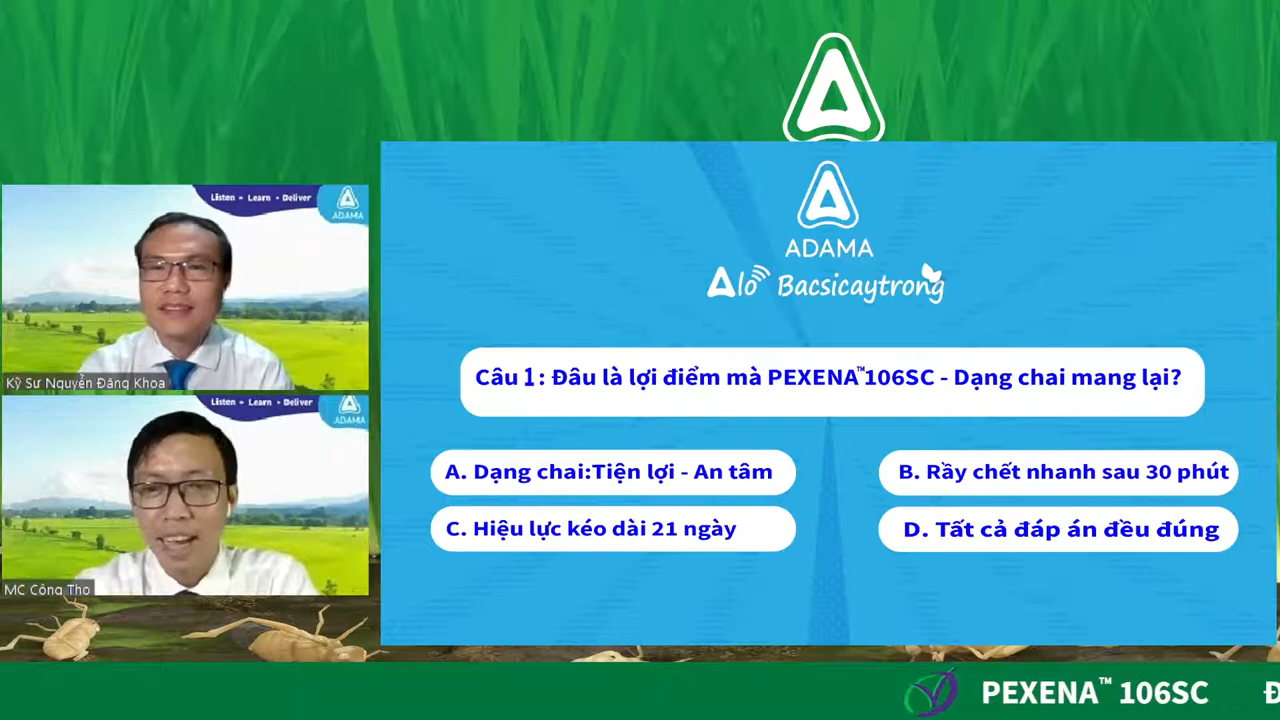 Listen » Learn » Deliver
ADAMA
Kỹ Sư Nguyễn Đăng Khoa
Listen » Learn » Deliver
ADAMA
MC Công Thọ
ADAMA
Alo Bacsicaytrong
Câu 1: Đâu là lợi điểm mà PEXENA™106SC - Dạng chai mang lại?
A. Dạng chai:Tiện lợi - An tâm
B. Rầy chết nhanh sau 30 phút
C. Hiệu lực kéo dài 21 ngày
D. Tất cả đáp án đều đúng
PEXENA™ 106SC